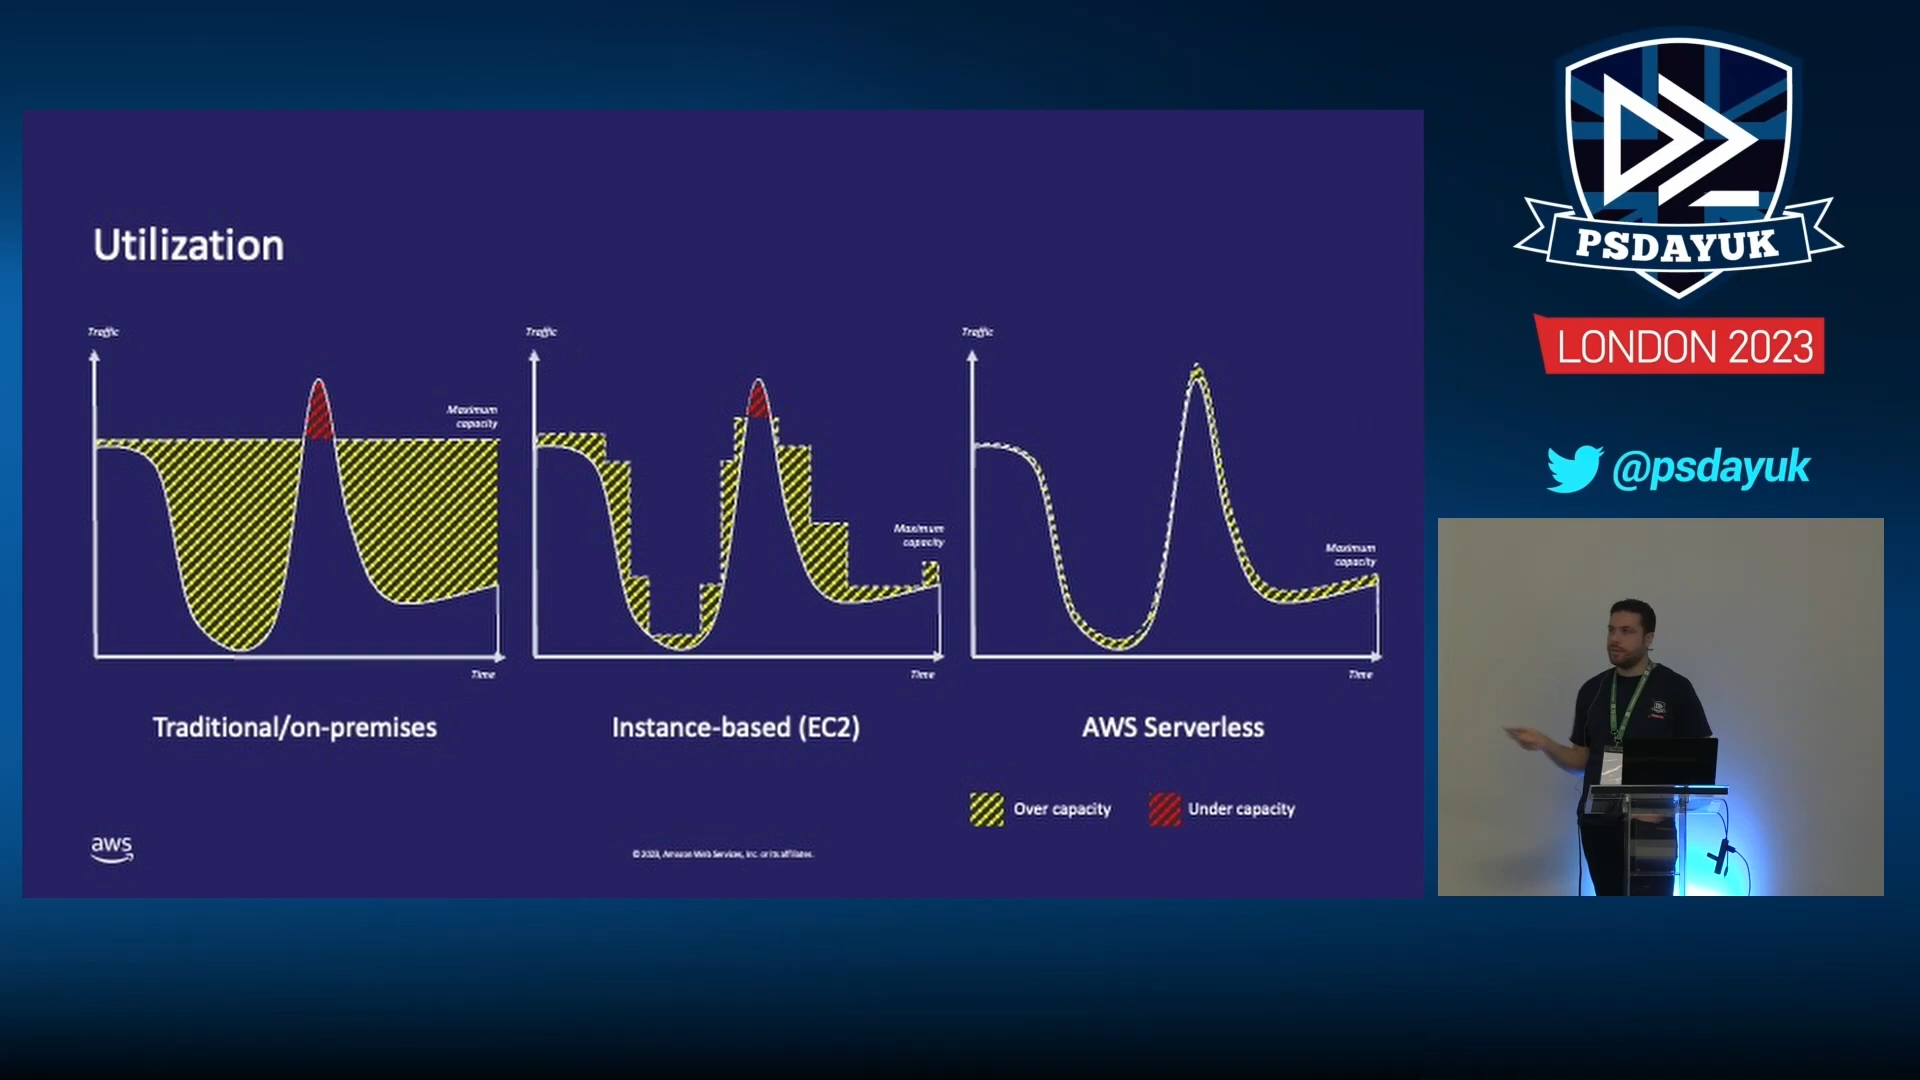 Utilization
Traffic
Maximum
capacity
Time
Traditional/on-premises
Traffic
Maximum
capacity
Time
Instance-based (EC2)
Traffic
Maximum
capacity
Time
AWS Serverless
Over capacity
Under capacity
aws
© 2023, Amazon Web Services, Inc. or its affiliates.
PSDAYUK
LONDON 2023
@psdayuk